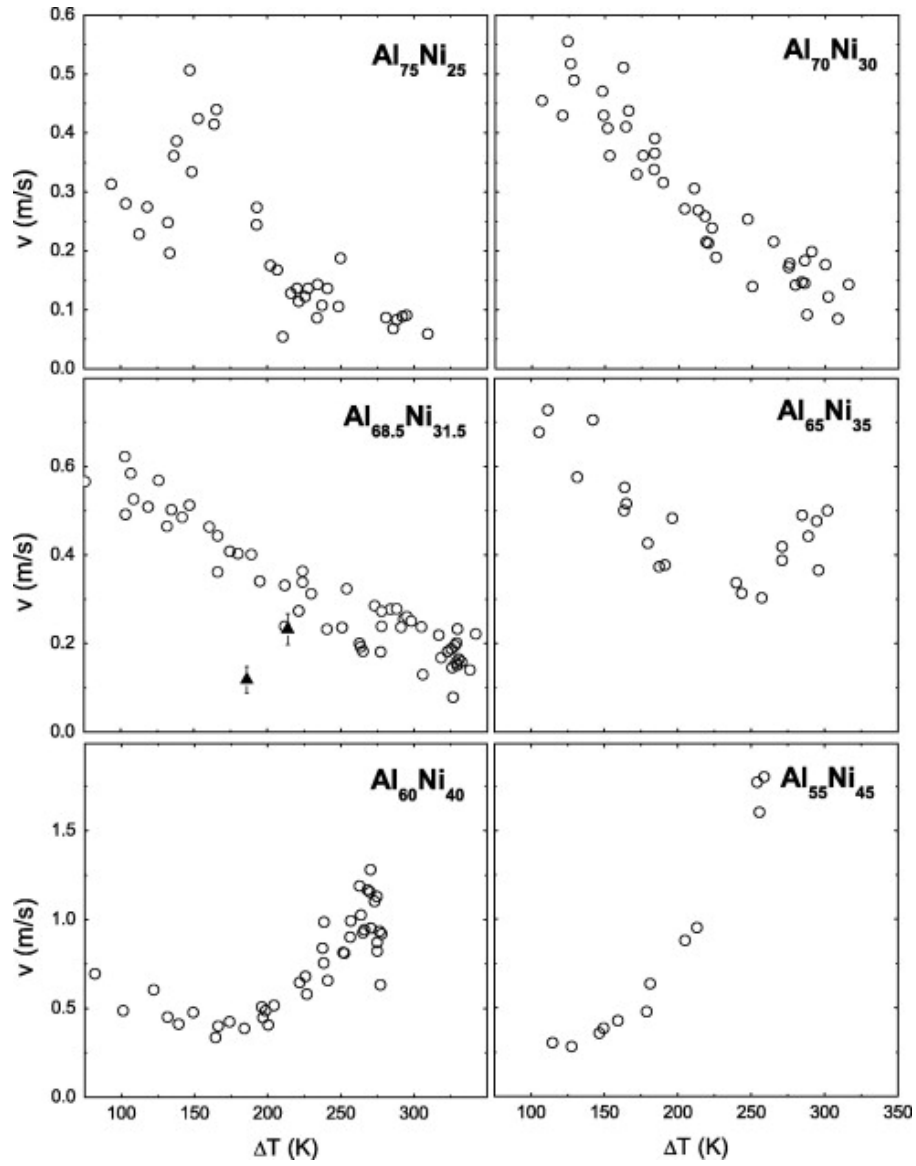 0.6
0.5
0.4
0.3
0.2
0.1
0.0
v (m/s)
Al₇₅Ni₂₅
Al₇₀Ni₃₀
0.6
0.4
0.2
0.0
v (m/s)
Al₆₈.₅Ni₃₁.₅
Al₆₅Ni₃₅
1.5
1.0
0.5
0.0
v (m/s)
Al₆₀Ni₄₀
Al₅₅Ni₄₅
100 150 200 250 300
ΔT (K)
100 150 200 250 300 350
ΔT (K)